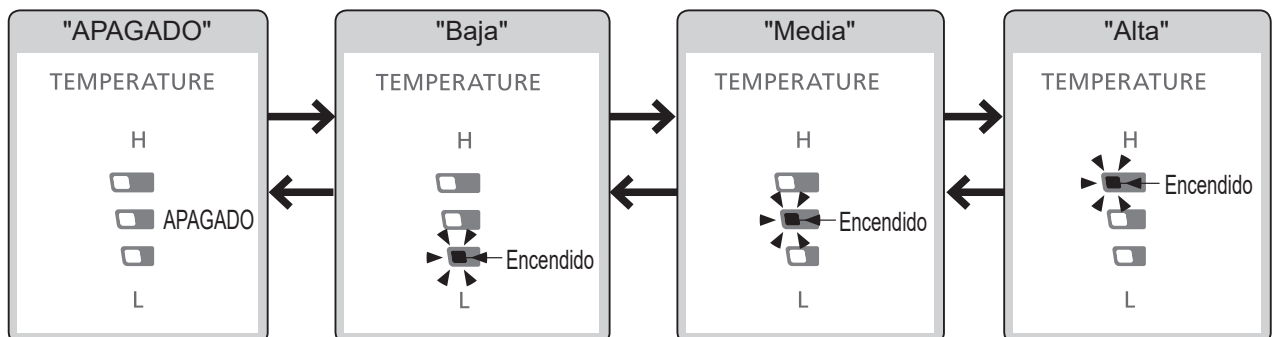 "APAGADO"
TEMPERATURE
H
APAGADO
L
"Baja"
TEMPERATURE
H
Encendido
L
"Media"
TEMPERATURE
H
Encendido
L
"Alta"
TEMPERATURE
H
Encendido
L